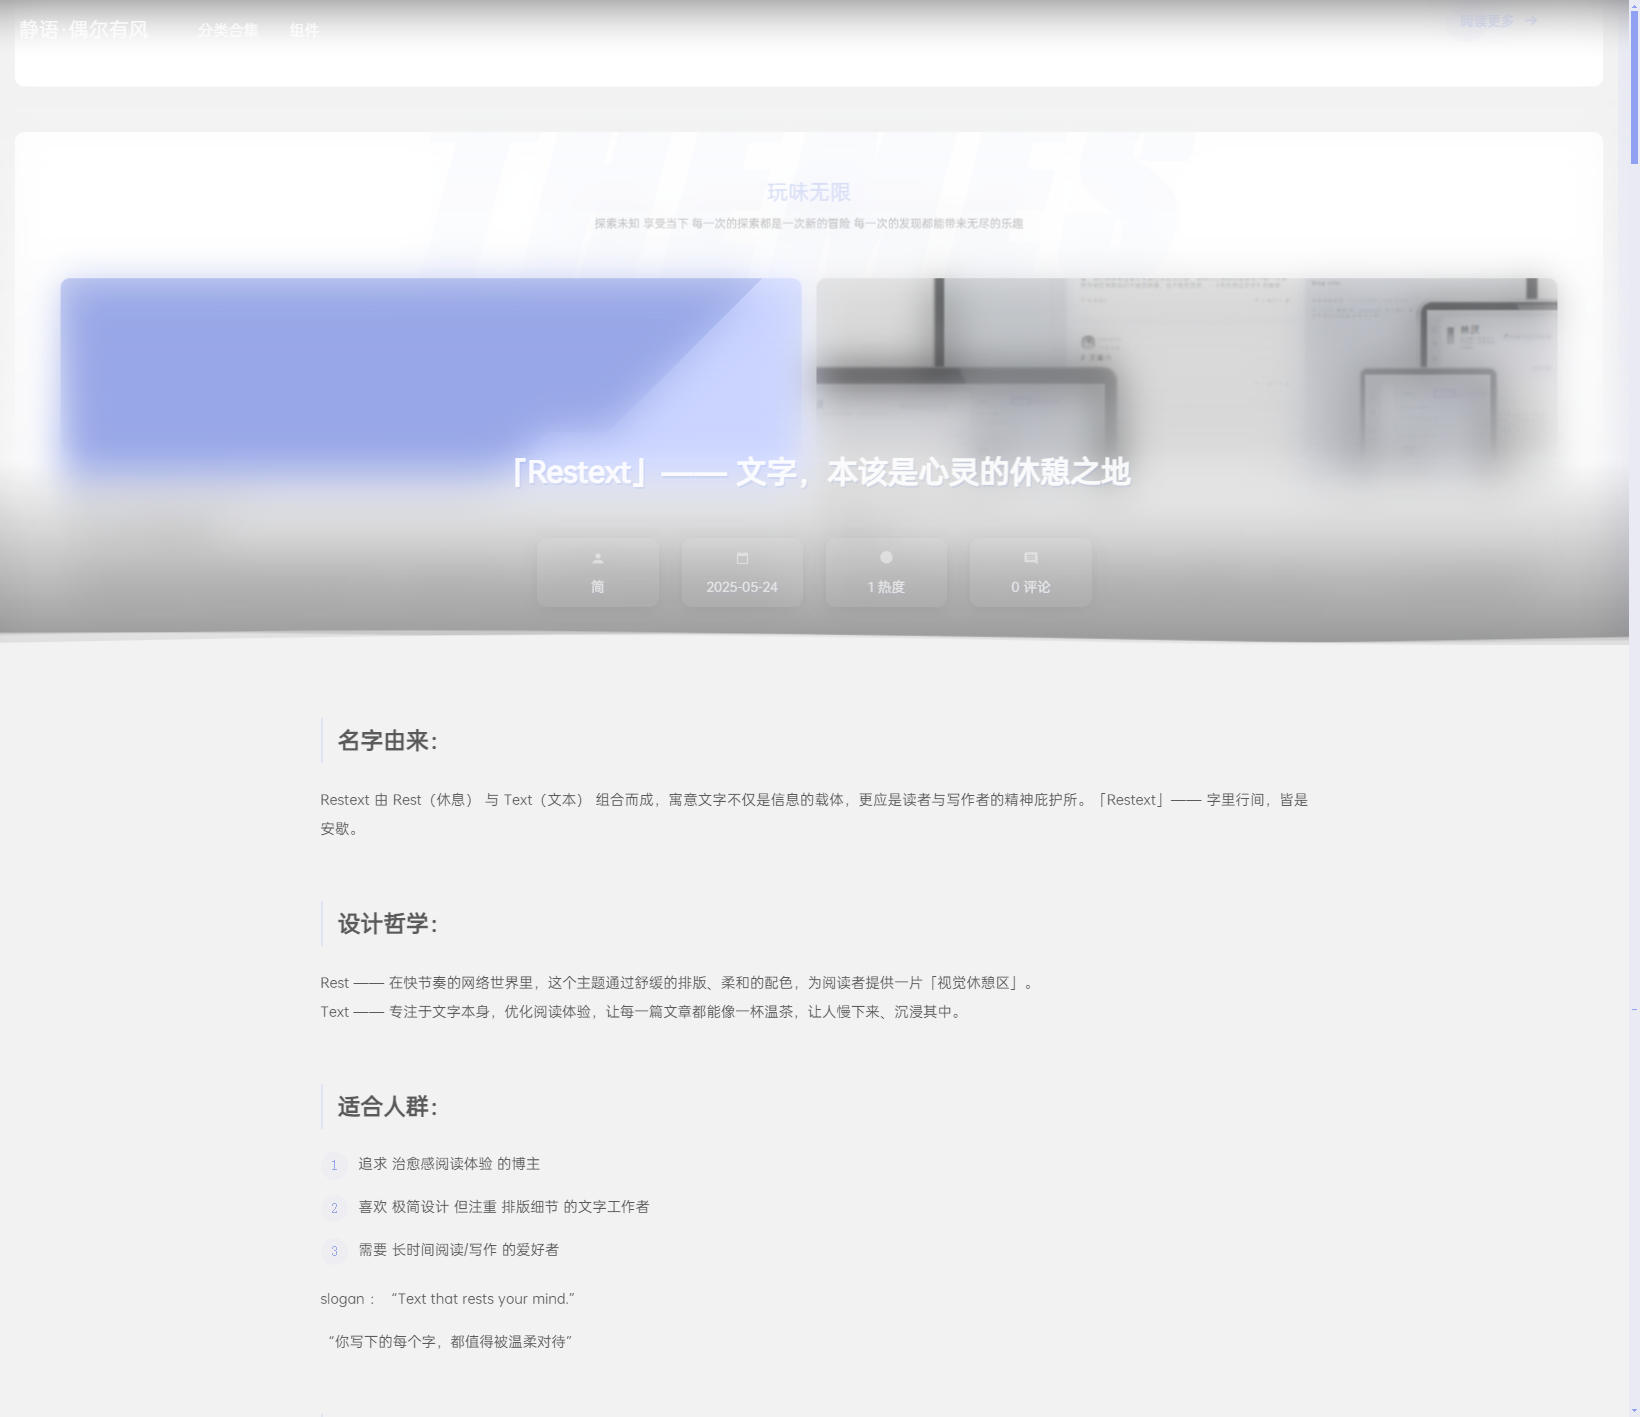 静语·偶尔有风 分类合集 组件
阅读更多 →
THEMES
玩味无限
探索未知 享受当下 每一次的探索都是一次新的冒险 每一次的发现都能带来无尽的乐趣
「Restext」—— 文字，本该是心灵的休憩之地
简 2025-05-24 1 热度 0 评论
名字由来：
Restext 由 Rest（休息） 与 Text（文本） 组合而成，寓意文字不仅是信息的载体，更应是读者与写作者的精神庇护所。「Restext」—— 字里行间，皆是
安歇。
设计哲学：
Rest —— 在快节奏的网络世界里，这个主题通过舒缓的排版、柔和的配色，为阅读者提供一片「视觉休憩区」。
Text —— 专注于文字本身，优化阅读体验，让每一篇文章都能像一杯温茶，让人慢下来、沉浸其中。
适合人群：
1 追求 治愈感阅读体验 的博主
2 喜欢 极简设计 但注重 排版细节 的文字工作者
3 需要 长时间阅读/写作 的爱好者
slogan ： “Text that rests your mind.”
“你写下的每个字，都值得被温柔对待”